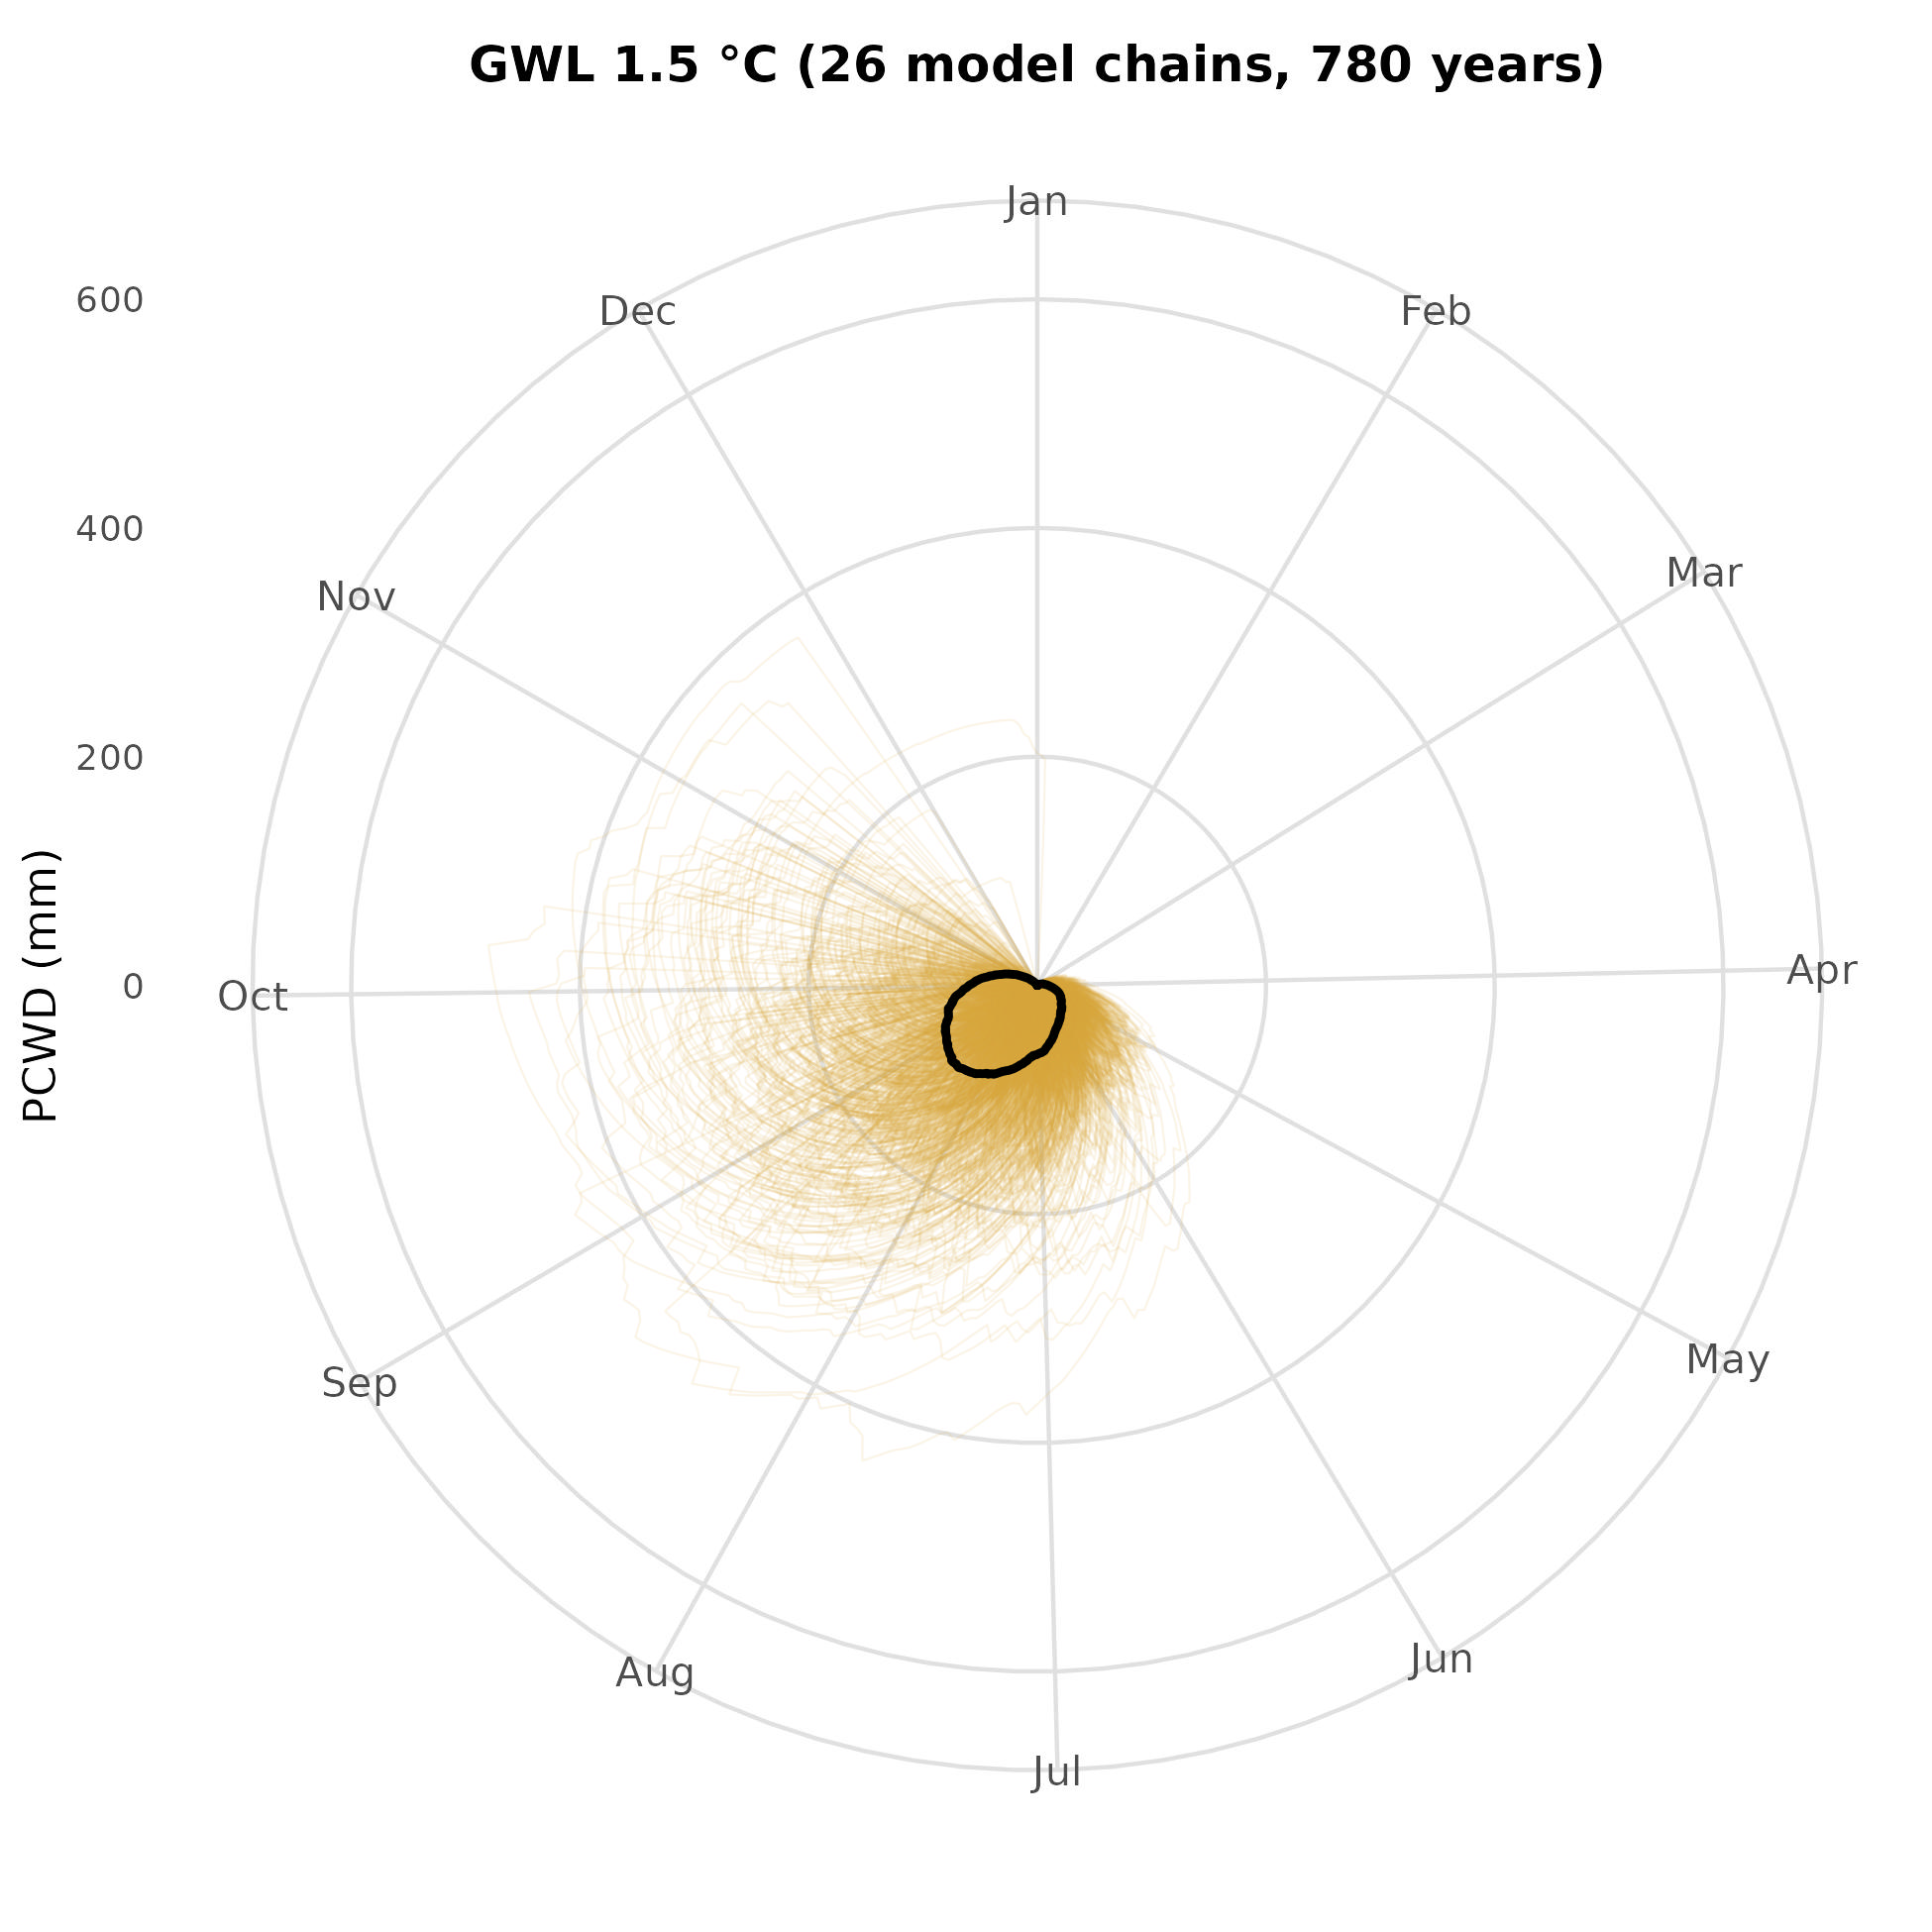 GWL 1.5 °C (26 model chains, 780 years)
Jan
Feb
Mar
Apr
May
Jun
Jul
Aug
Sep
Oct
Nov
Dec
600
400
200
0
PCWD (mm)